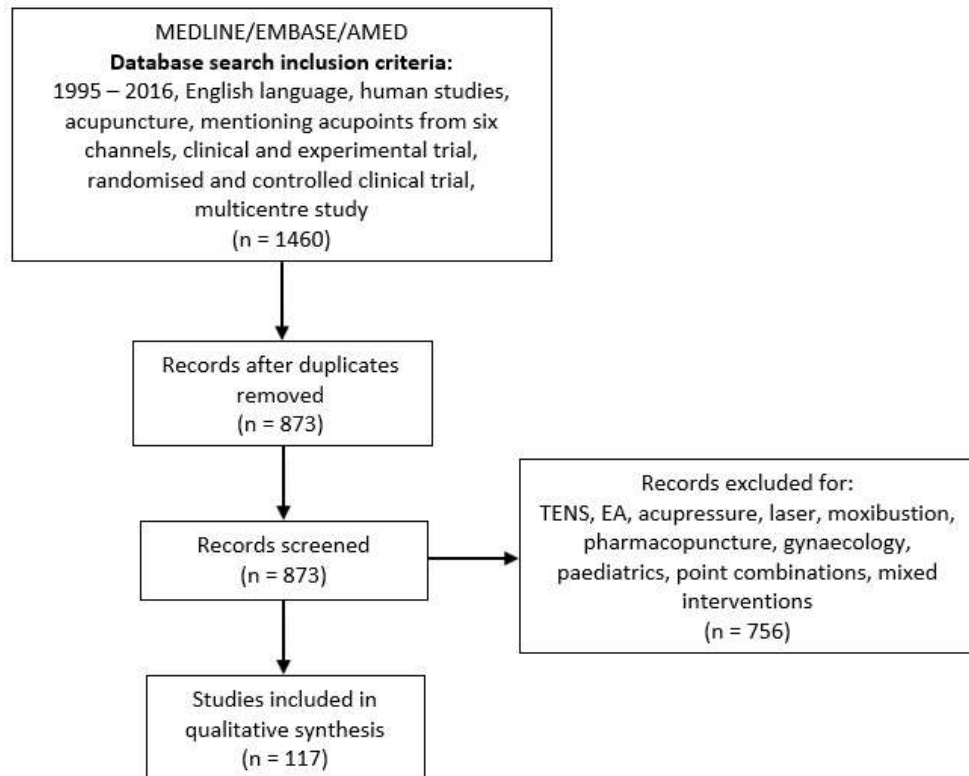 MEDLINE/EMBASE/AMED
Database search inclusion criteria:
1995 – 2016, English language, human studies,
acupuncture, mentioning acupoints from six
channels, clinical and experimental trial,
randomised and controlled clinical trial,
multicentre study
(n = 1460)
Records after duplicates
removed
(n = 873)
Records screened
(n = 873)
Records excluded for:
TENS, EA, acupressure, laser, moxibustion,
pharmacopuncture, gynaecology,
paediatrics, point combinations, mixed
interventions
(n = 756)
Studies included in
qualitative synthesis
(n = 117)